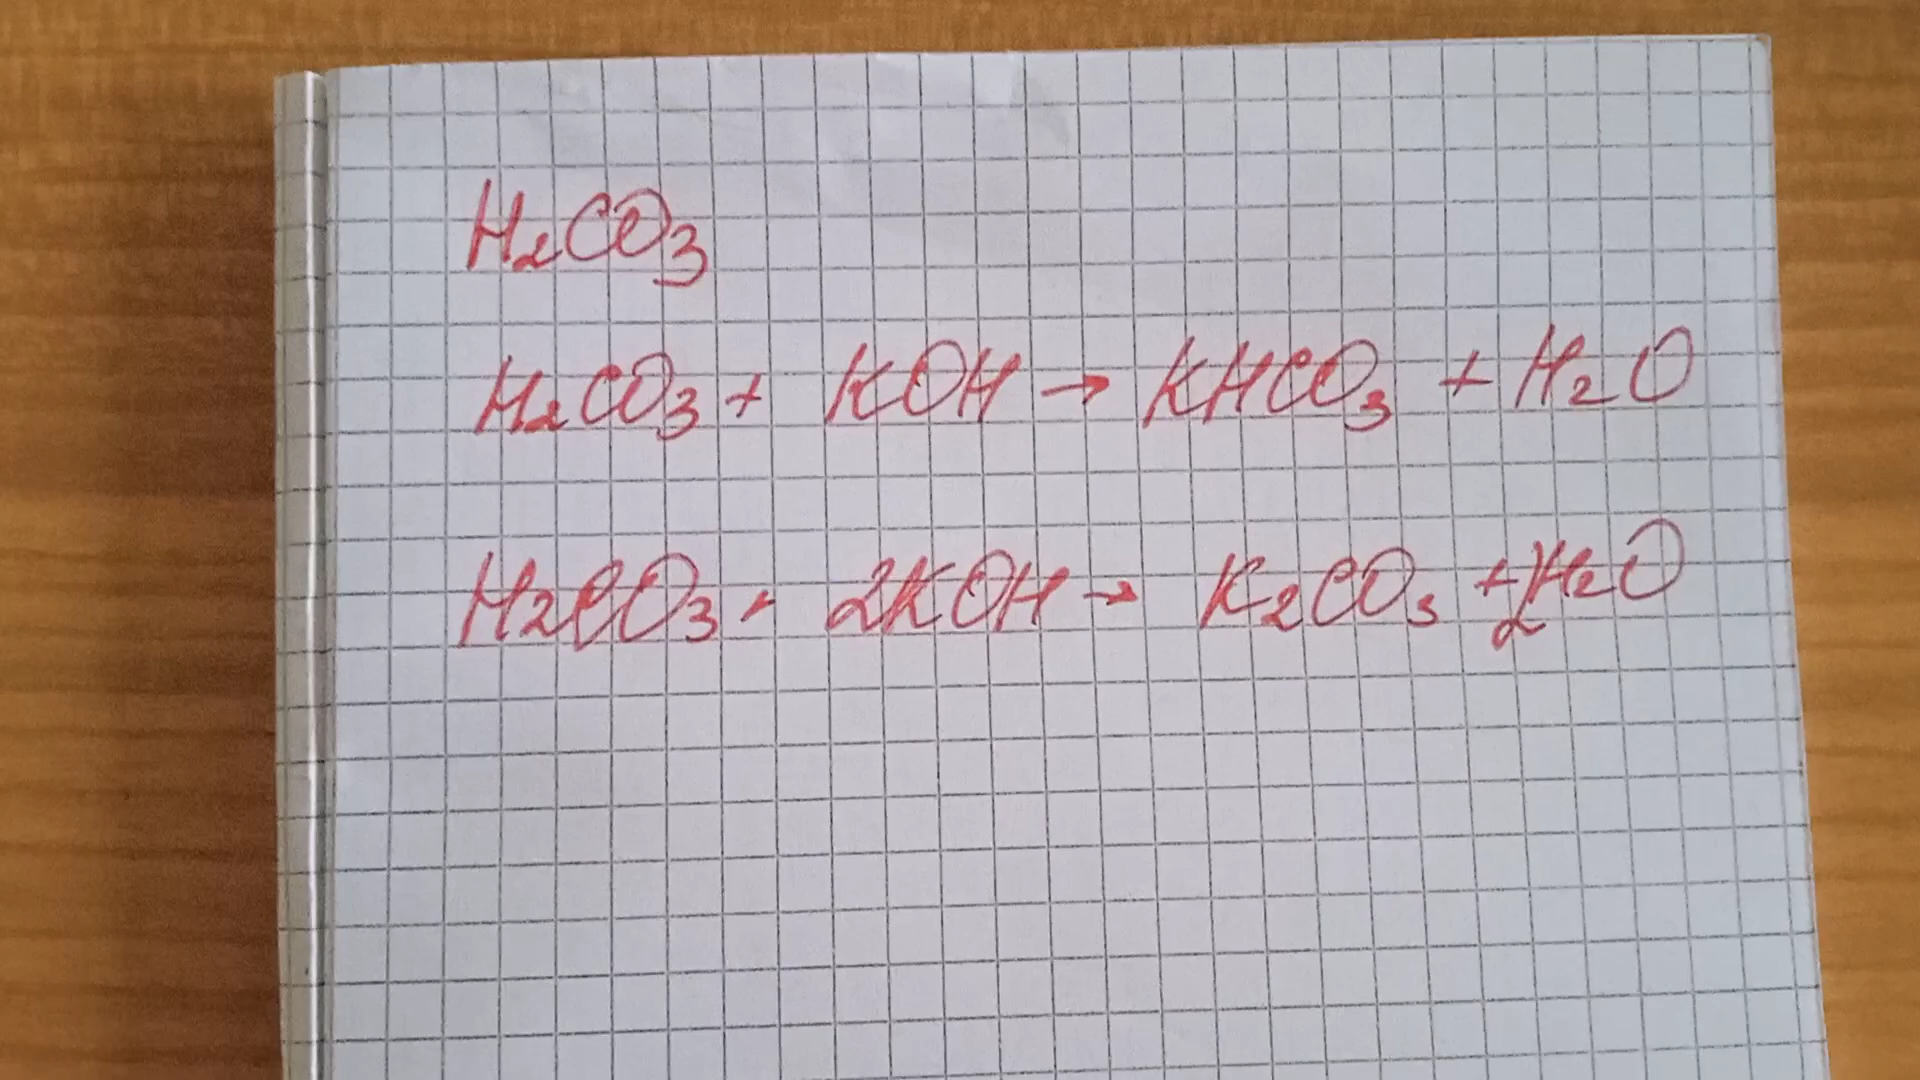 H₂CO₃
H₂CO₃ + KOH → KHCO₃ + H₂O
H₂CO₃ + 2KOH → K₂CO₃ + 2H₂O